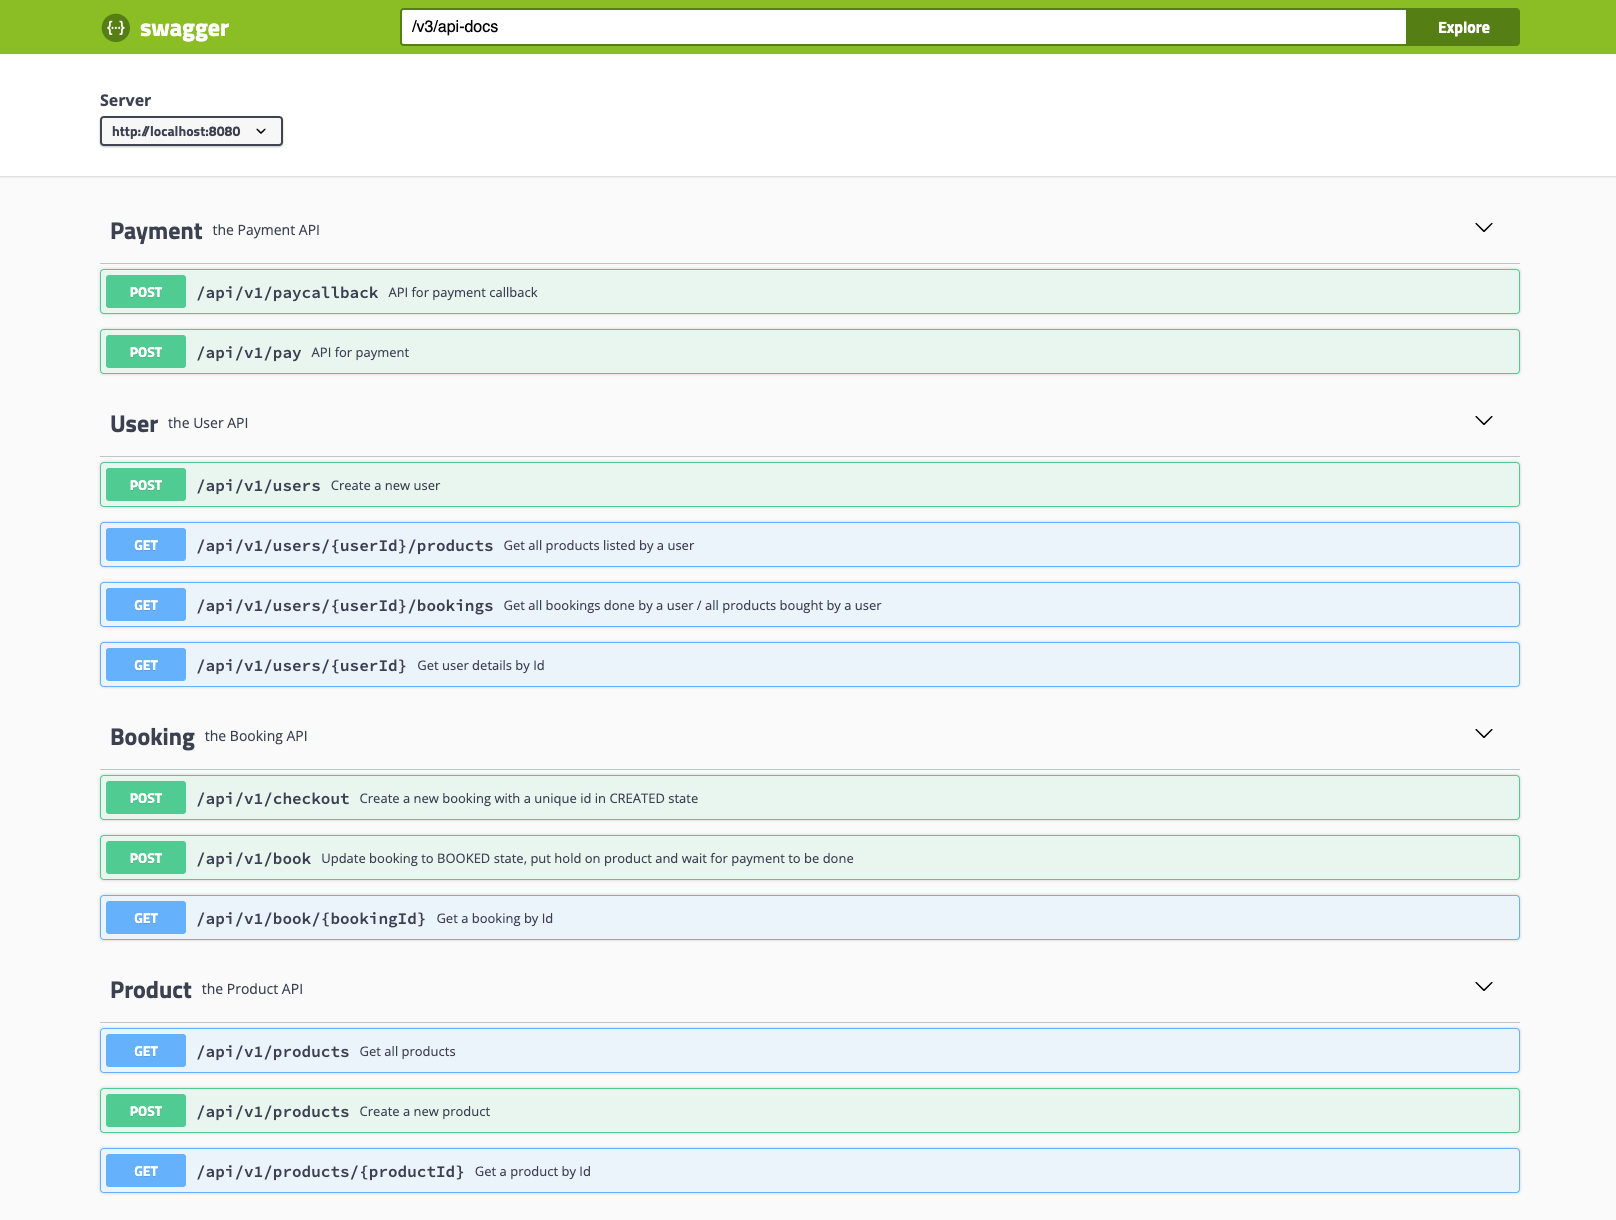 {··} swagger /v3/api-docs Explore
Server
http://localhost:8080
Payment the Payment API
POST /api/v1/paycallback API for payment callback
POST /api/v1/pay API for payment
User the User API
POST /api/v1/users Create a new user
GET /api/v1/users/{userId}/products Get all products listed by a user
GET /api/v1/users/{userId}/bookings Get all bookings done by a user / all products bought by a user
GET /api/v1/users/{userId} Get user details by Id
Booking the Booking API
POST /api/v1/checkout Create a new booking with a unique id in CREATED state
POST /api/v1/book Update booking to BOOKED state, put hold on product and wait for payment to be done
GET /api/v1/book/{bookingId} Get a booking by Id
Product the Product API
GET /api/v1/products Get all products
POST /api/v1/products Create a new product
GET /api/v1/products/{productId} Get a product by Id